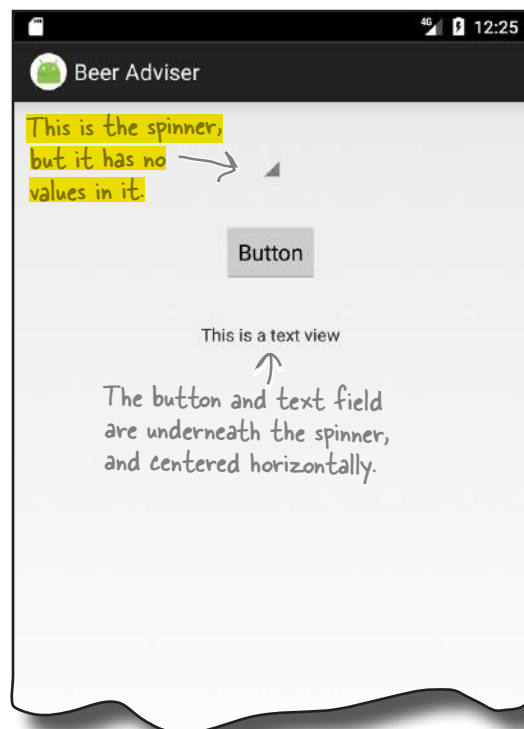 4G 12:25
Beer Adviser
This is the spinner,
but it has no
values in it.
Button
This is a text view
The button and text field
are underneath the spinner,
and centered horizontally.